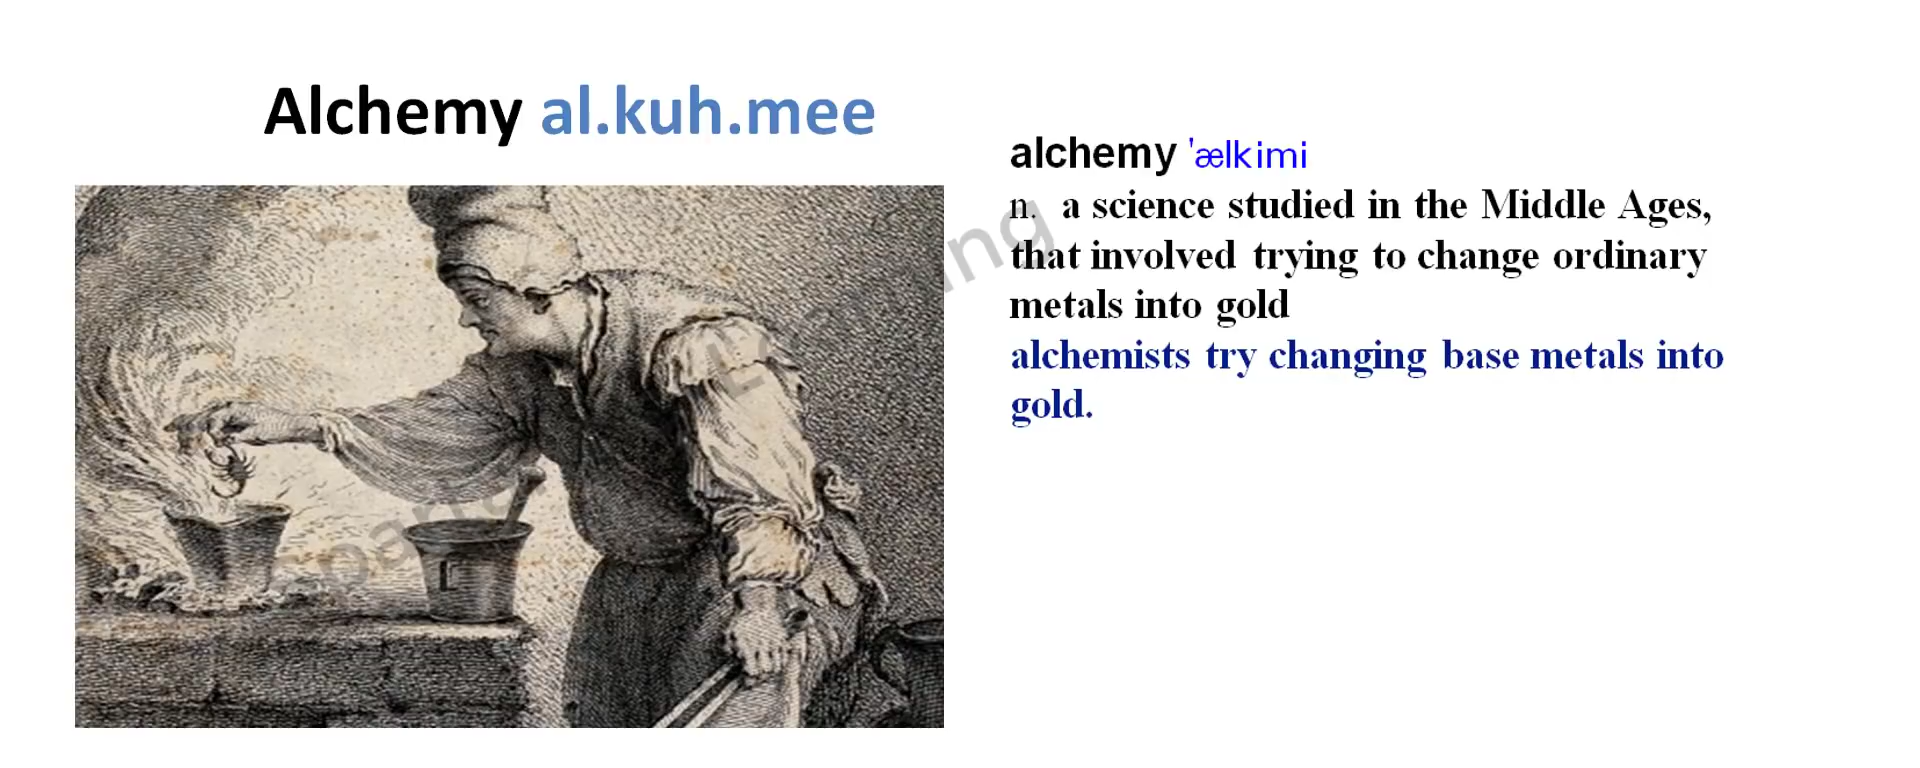 Alchemy al.kuh.mee
alchemy 'ælkimi
n. a science studied in the Middle Ages,
that involved trying to change ordinary
metals into gold
alchemists try changing base metals into
gold.